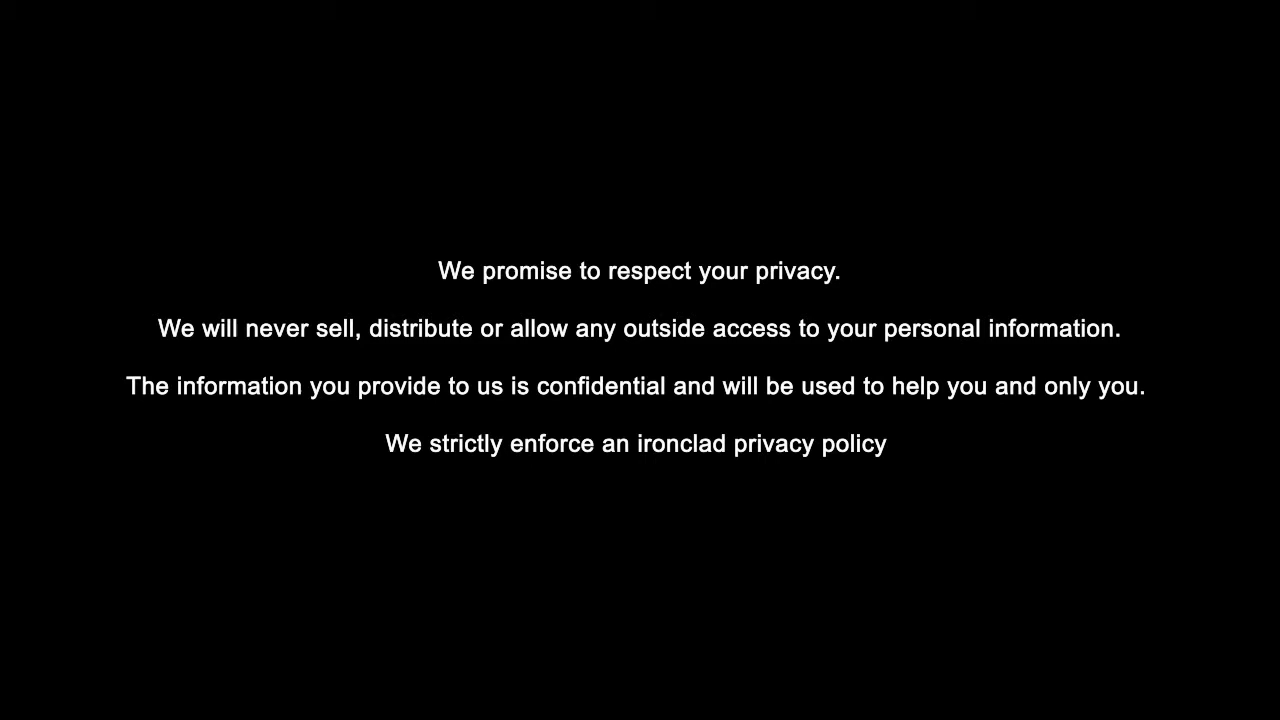 We promise to respect your privacy.
We will never sell, distribute or allow any outside access to your personal information.
The information you provide to us is confidential and will be used to help you and only you.
We strictly enforce an ironclad privacy policy